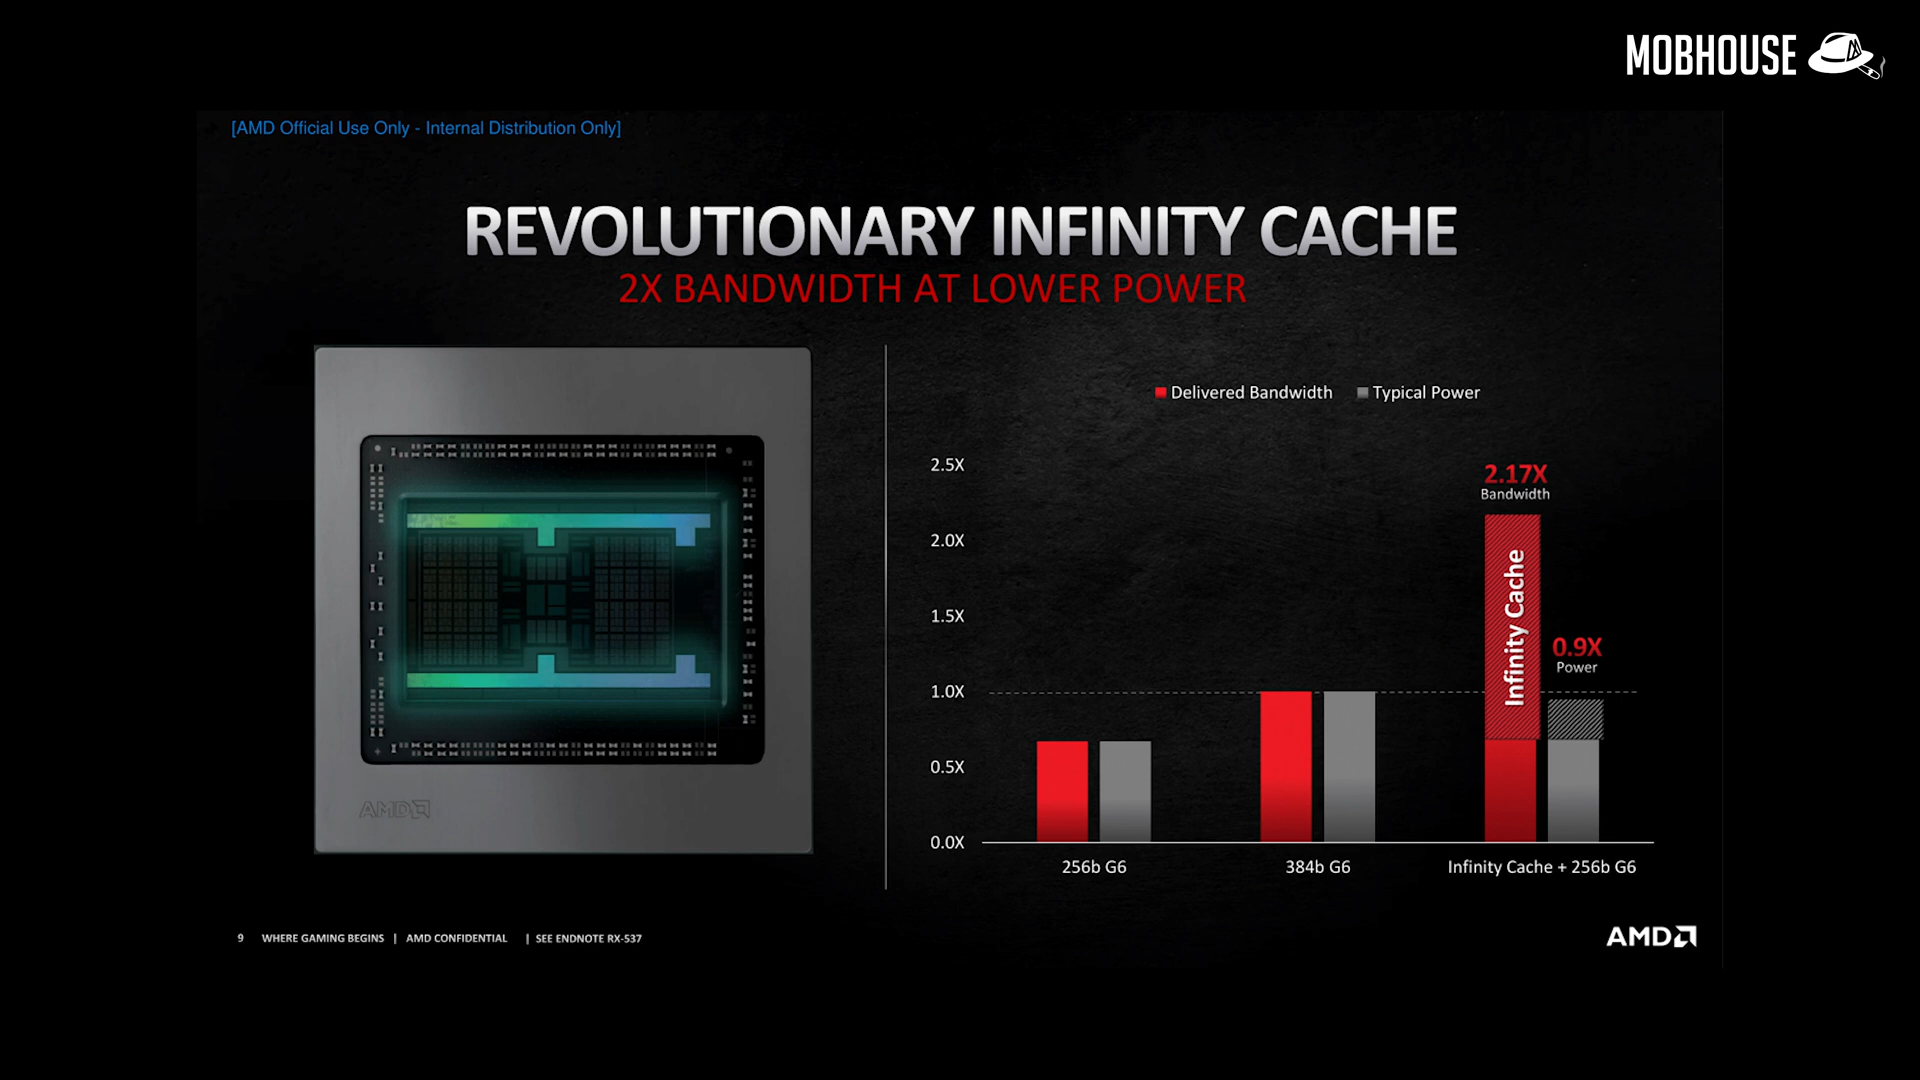 MOBHOUSE
[AMD Official Use Only - Internal Distribution Only]
REVOLUTIONARY INFINITY CACHE
2X BANDWIDTH AT LOWER POWER
AMD
Delivered Bandwidth Typical Power
2.5X
2.0X
1.5X
1.0X
0.5X
0.0X
2.17X
Bandwidth
Infinity Cache
0.9X
Power
256b G6
384b G6
Infinity Cache + 256b G6
9 WHERE GAMING BEGINS | AMD CONFIDENTIAL | SEE ENDNOTE RX-537
AMD